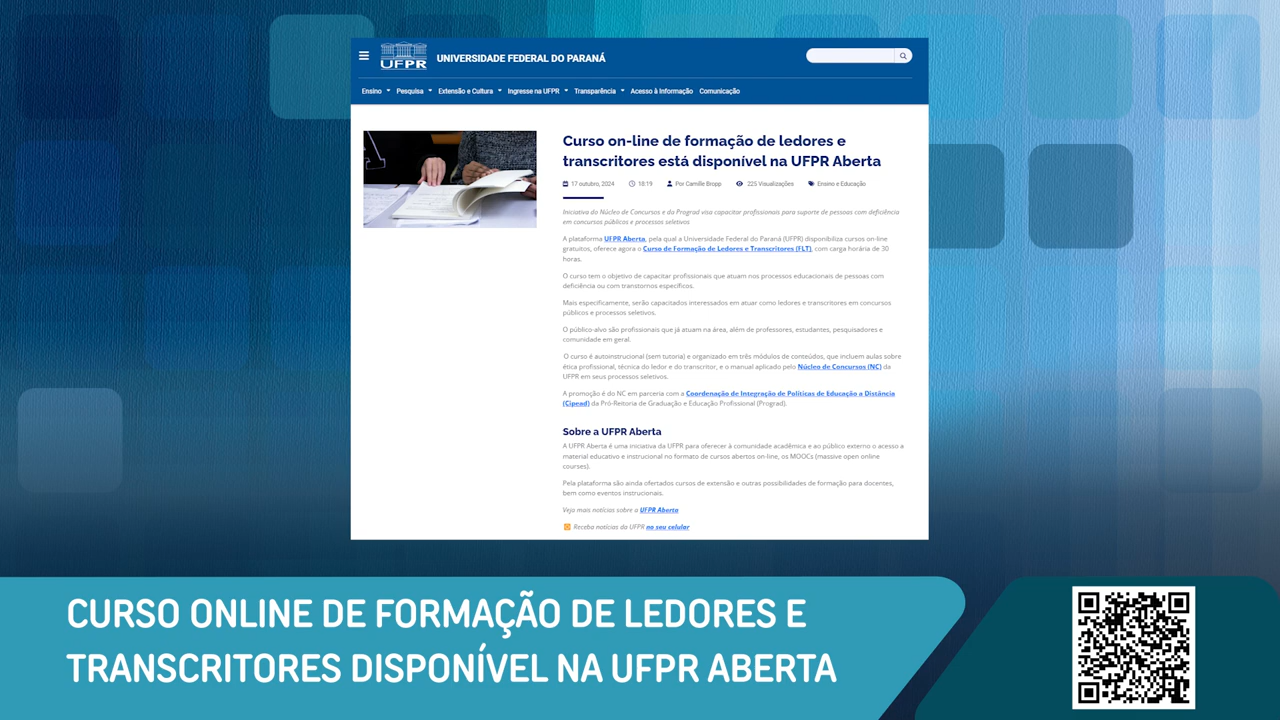 UFPR
UNIVERSIDADE FEDERAL DO PARANÁ
Ensino Pesquisa Extensão e Cultura Ingresse na UFPR Transparência Acesso à Informação Comunicação
Curso on-line de formação de ledores e
transcritores está disponível na UFPR Aberta
17 outubro, 2024 18:19 Por Camille Bropp 225 Visualizações Ensino e Educação
Iniciativa do Núcleo de Concursos e da Prograd visa capacitar profissionais para suporte de pessoas com deficiência
em concursos públicos e processos seletivos
A plataforma UFPR Aberta, pela qual a Universidade Federal do Paraná (UFPR) disponibiliza cursos on-line
gratuitos, oferece agora o Curso de Formação de Ledores e Transcritores (FLT), com carga horária de 30
horas.
O curso tem o objetivo de capacitar profissionais que atuam nos processos educacionais de pessoas com
deficiência ou com transtornos específicos.
Mais especificamente, serão capacitados interessados em atuar como ledores e transcritores em concursos
públicos e processos seletivos.
O público-alvo são profissionais que já atuam na área, além de professores, estudantes, pesquisadores e
comunidade em geral.
O curso é autoinstrucional (sem tutoria) e organizado em três módulos de conteúdos, que incluem aulas sobre
ética profissional, técnica do ledor e do transcritor, e o manual aplicado pelo Núcleo de Concursos (NC) da
UFPR em seus processos seletivos.
A promoção é do NC em parceria com a Coordenação de Integração de Políticas de Educação a Distância
(Cipead) da Pró-Reitoria de Graduação e Educação Profissional (Prograd).
Sobre a UFPR Aberta
A UFPR Aberta é uma iniciativa da UFPR para oferecer à comunidade acadêmica e ao público externo o acesso a
material educativo e instrucional no formato de cursos abertos on-line, os MOOCs (massive open online
courses).
Pela plataforma são ainda ofertados cursos de extensão e outras possibilidades de formação para docentes,
bem como eventos instrucionais.
Veja mais notícias sobre a UFPR Aberta
Receba notícias da UFPR no seu celular
CURSO ONLINE DE FORMAÇÃO DE LEDORES E
TRANSCRITORES DISPONÍVEL NA UFPR ABERTA